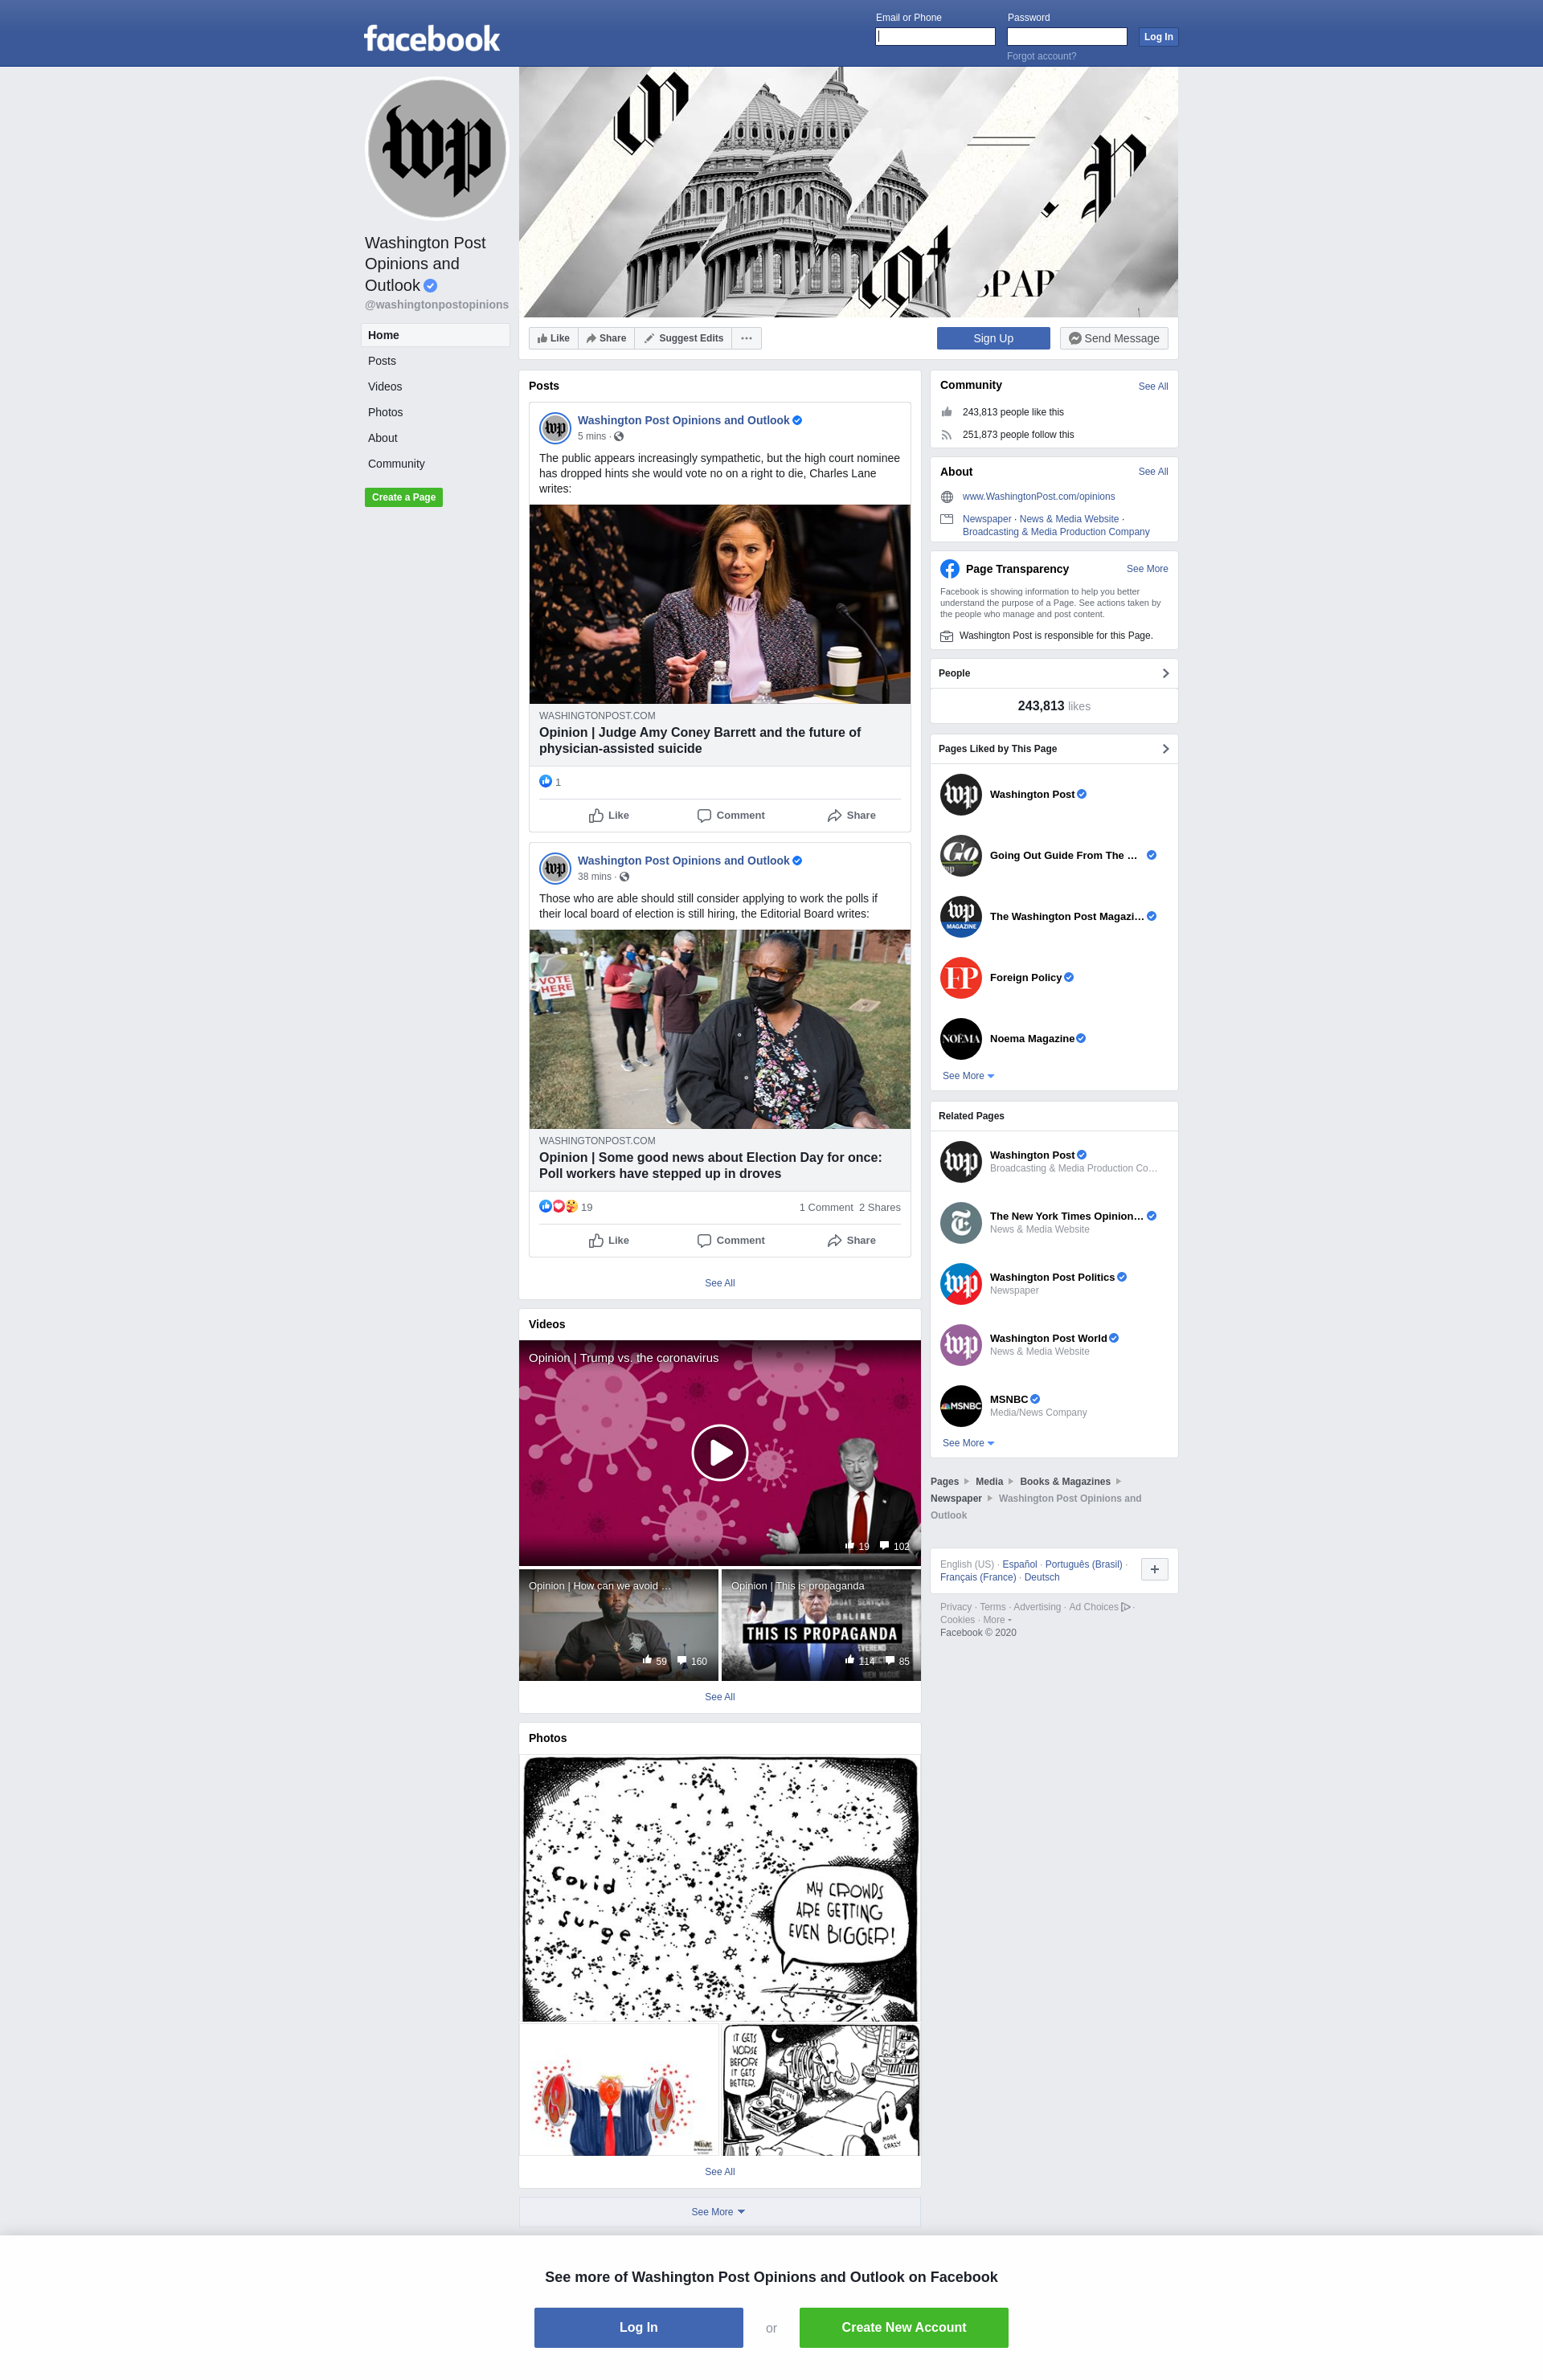 facebook
Email or Phone
Password
Log In
Forgot account?
wp
Washington Post
Opinions and
Outlook
@washingtonpostopinions
Home
Posts
Videos
Photos
About
Community
Create a Page
Like
Share
Suggest Edits
Sign Up
Send Message
Posts
Washington Post Opinions and Outlook
5 mins ·
The public appears increasingly sympathetic, but the high court nominee
has dropped hints she would vote no on a right to die, Charles Lane
writes:
WASHINGTONPOST.COM
Opinion | Judge Amy Coney Barrett and the future of
physician-assisted suicide
1
Like
Comment
Share
Washington Post Opinions and Outlook
38 mins ·
Those who are able should still consider applying to work the polls if
their local board of election is still hiring, the Editorial Board writes:
VOTE
HERE
WASHINGTONPOST.COM
Opinion | Some good news about Election Day for once:
Poll workers have stepped up in droves
19
1 Comment 2 Shares
Like
Comment
Share
See All
Videos
Opinion | Trump vs. the coronavirus
19
102
Opinion | How can we avoid …
59
160
Opinion | This is propaganda
ONLINE
THIS IS PROPAGANDA
114
85
See All
Photos
Covid
Surge
MY CROWDS
ARE GETTING
EVEN BIGGER!
IT GETS
WORSE
BEFORE
IT GETS
BETTER.
MORE
CRAZY
See All
See More
Community
See All
243,813 people like this
251,873 people follow this
About
See All
www.WashingtonPost.com/opinions
Newspaper · News & Media Website ·
Broadcasting & Media Production Company
Page Transparency
See More
Facebook is showing information to help you better
understand the purpose of a Page. See actions taken by
the people who manage and post content.
Washington Post is responsible for this Page.
People
243,813 likes
Pages Liked by This Page
wp
Washington Post
Go
Going Out Guide From The …
wp
MAGAZINE
The Washington Post Magazi…
FP
Foreign Policy
NOĒMA
Noema Magazine
See More
Related Pages
wp
Washington Post
Broadcasting & Media Production Co…
T
The New York Times Opinion…
News & Media Website
wp
Washington Post Politics
Newspaper
wp
Washington Post World
News & Media Website
MSNBC
MSNBC
Media/News Company
See More
Pages
Media
Books & Magazines
Newspaper
Washington Post Opinions and
Outlook
English (US) · Español · Português (Brasil) ·
Français (France) · Deutsch
Privacy · Terms · Advertising · Ad Choices ·
Cookies · More
Facebook © 2020
See more of Washington Post Opinions and Outlook on Facebook
Log In
or
Create New Account